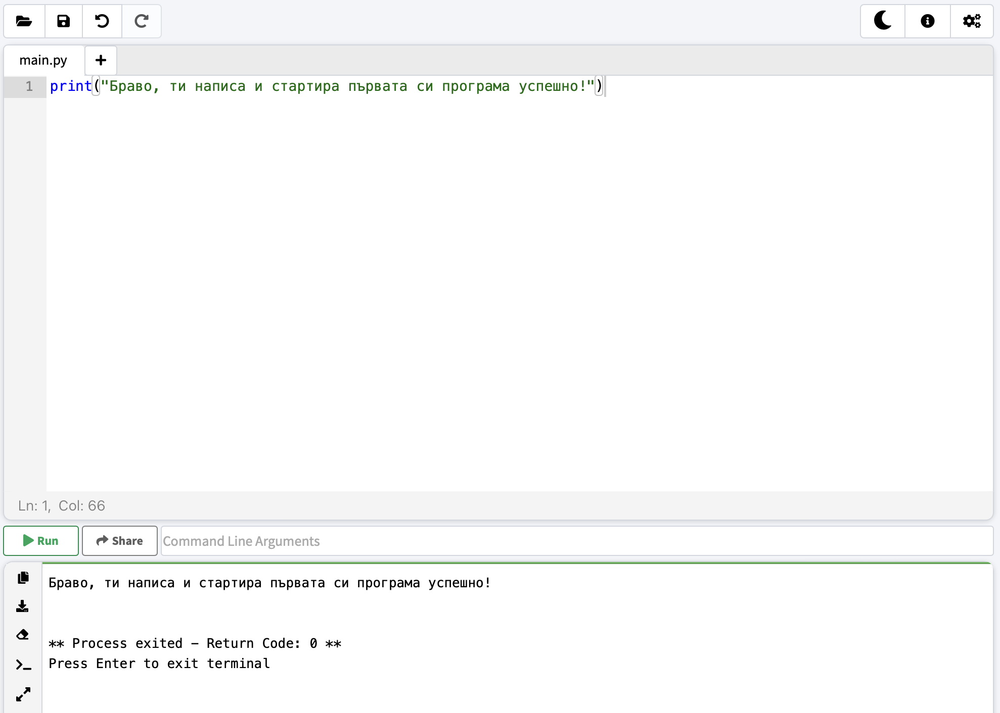 main.py
1 print("Браво, ти написа и стартира първата си програма успешно!")
Ln: 1, Col: 66
Run Share Command Line Arguments
Браво, ти написа и стартира първата си програма успешно!
** Process exited - Return Code: 0 **
Press Enter to exit terminal